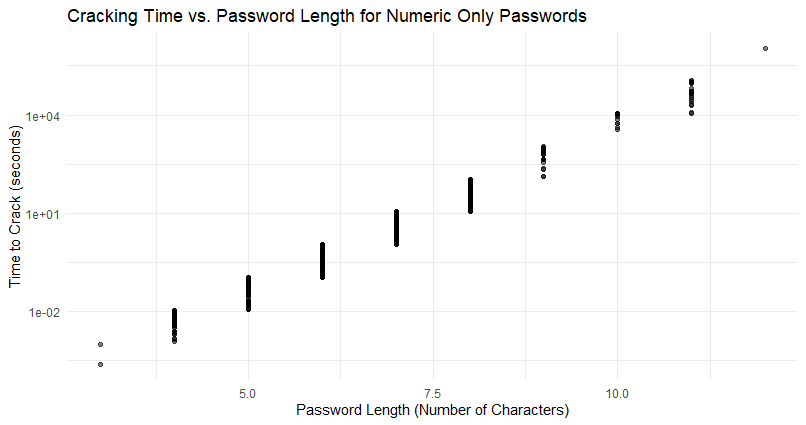 Cracking Time vs. Password Length for Numeric Only Passwords
Time to Crack (seconds)
1e+04
1e+01
1e-02
5.0
7.5
10.0
Password Length (Number of Characters)